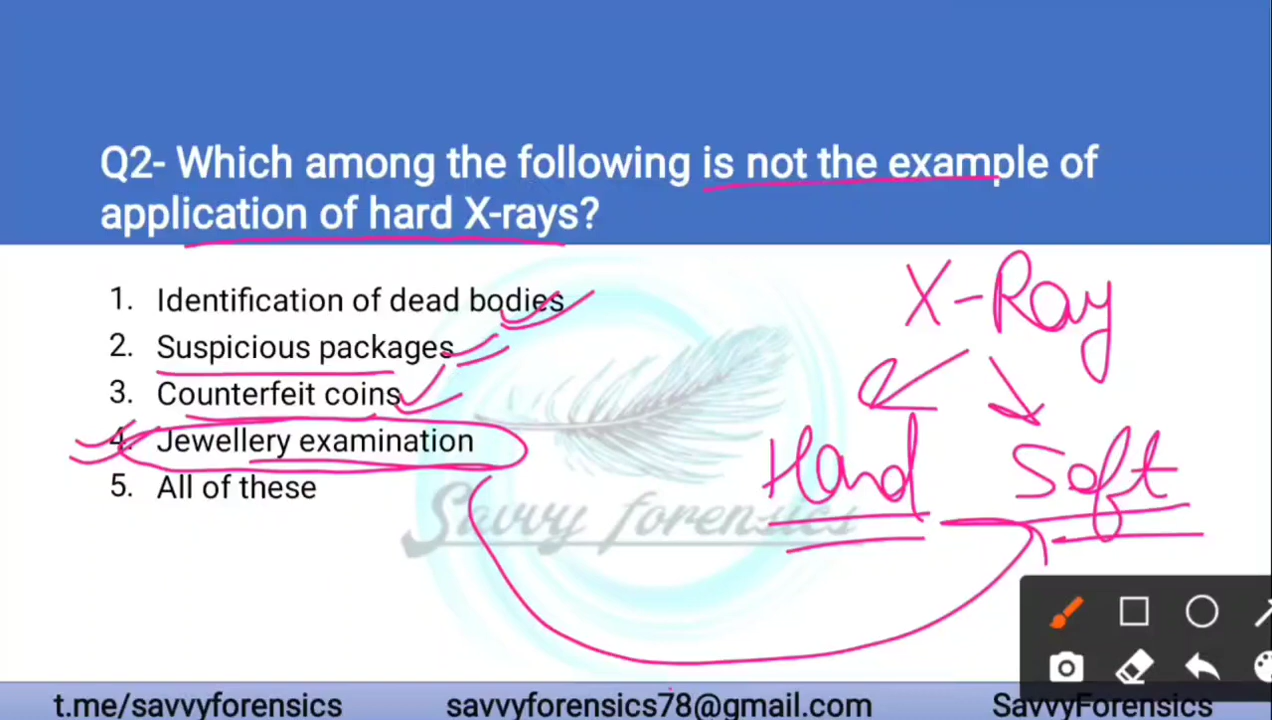 Q2- Which among the following is not the example of
application of hard X-rays?
1. Identification of dead bodies
2. Suspicious packages
3. Counterfeit coins
4. Jewellery examination
5. All of these
X-Ray
Hard Soft
Savvy forensics
t.me/savvyforensics savvyforensics78@gmail.com SavvyForensics